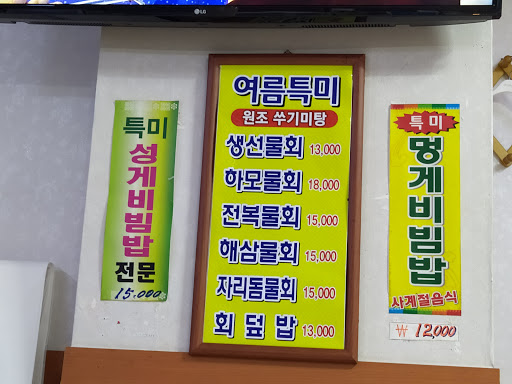 LG
특미
성게비빔밥
전문
15,000
여름특미
원조 쑤기미탕
생선물회 13,000
하모물회 18,000
전복물회 15,000
해삼물회 15,000
자리돔물회 15,000
회덮밥 13,000
특미
멍게비빔밥
사계절음식
₩ 12,000